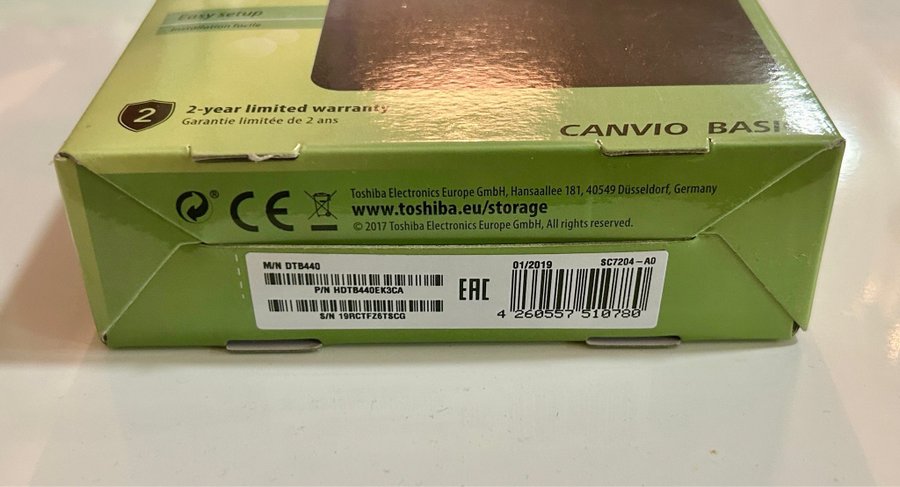 Easy setup
Installation facile
2
2-year limited warranty
Garantie limitée de 2 ans
CANVIO BASI
®
CE
Toshiba Electronics Europe GmbH, Hansaallee 181, 40549 Düsseldorf, Germany
www.toshiba.eu/storage
© 2017 Toshiba Electronics Europe GmbH, All rights reserved.
M/N DTB440
P/N HDTB440EK3CA
S/N 19RCTFZ6TSCG
EAC
01/2019 SC7204-A0
4 260557 510780